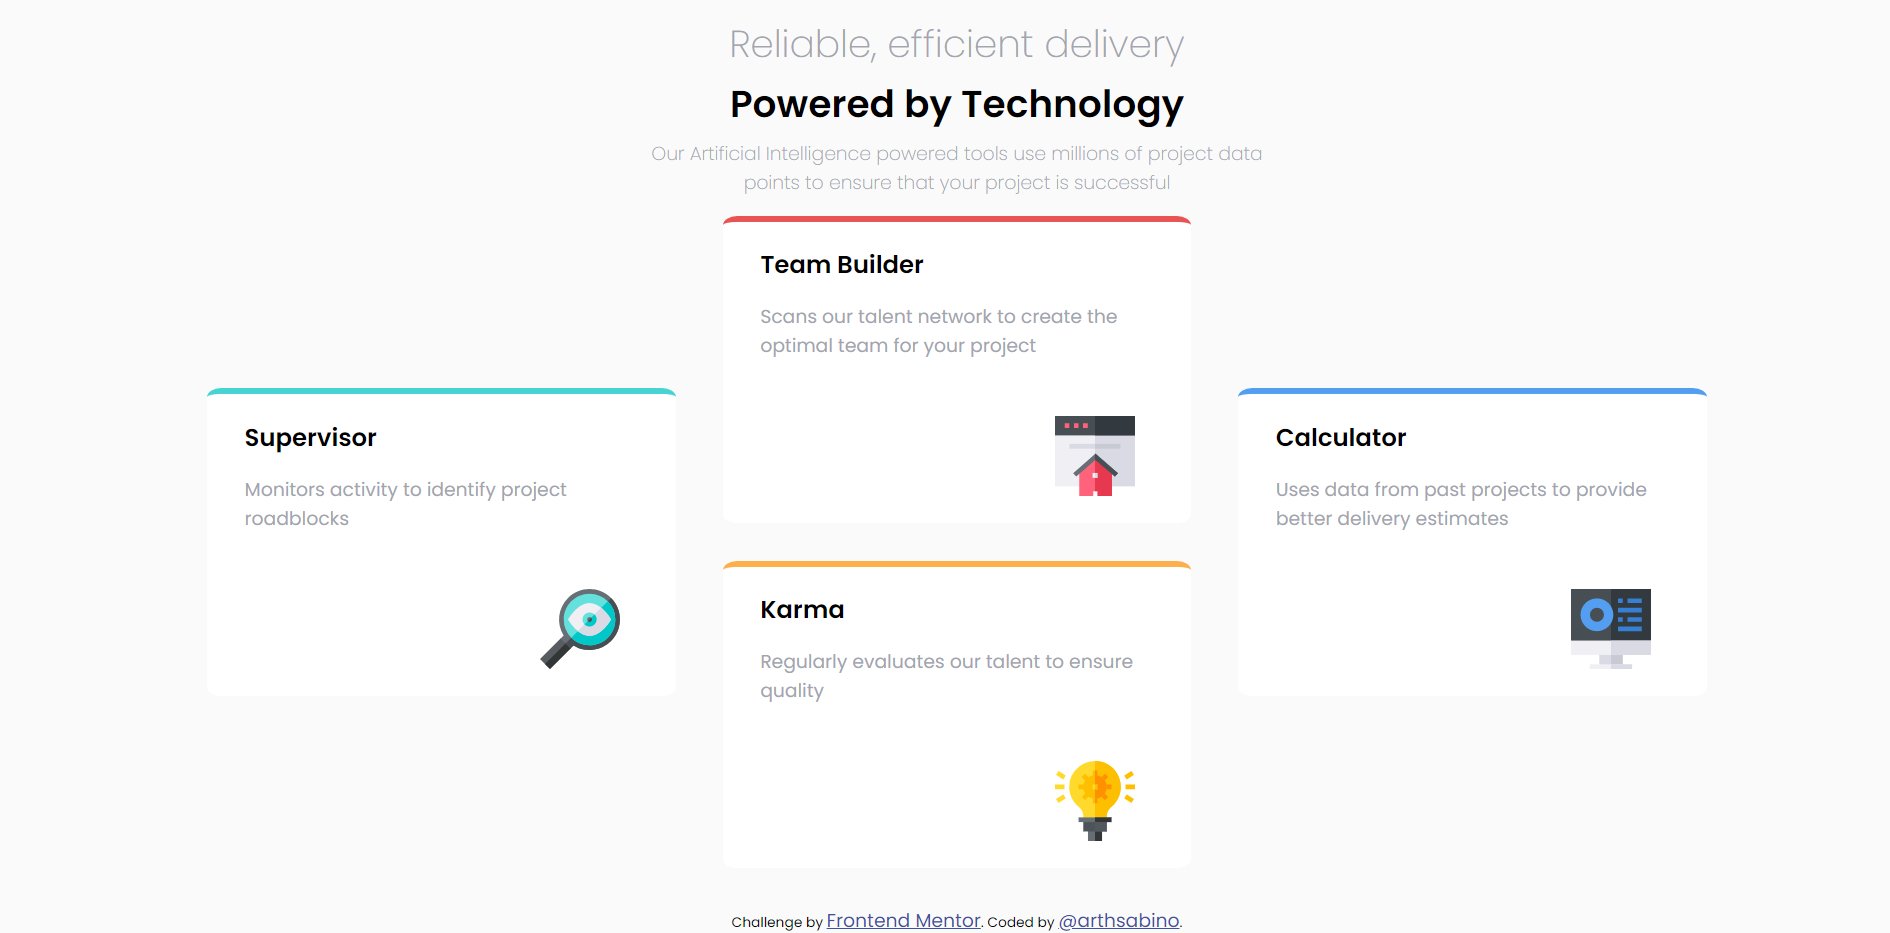 Reliable, efficient delivery
Powered by Technology
Our Artificial Intelligence powered tools use millions of project data
points to ensure that your project is successful
Team Builder
Scans our talent network to create the
optimal team for your project
Supervisor
Monitors activity to identify project
roadblocks
Calculator
Uses data from past projects to provide
better delivery estimates
Karma
Regularly evaluates our talent to ensure
quality
Challenge by Frontend Mentor. Coded by @arthsabino.